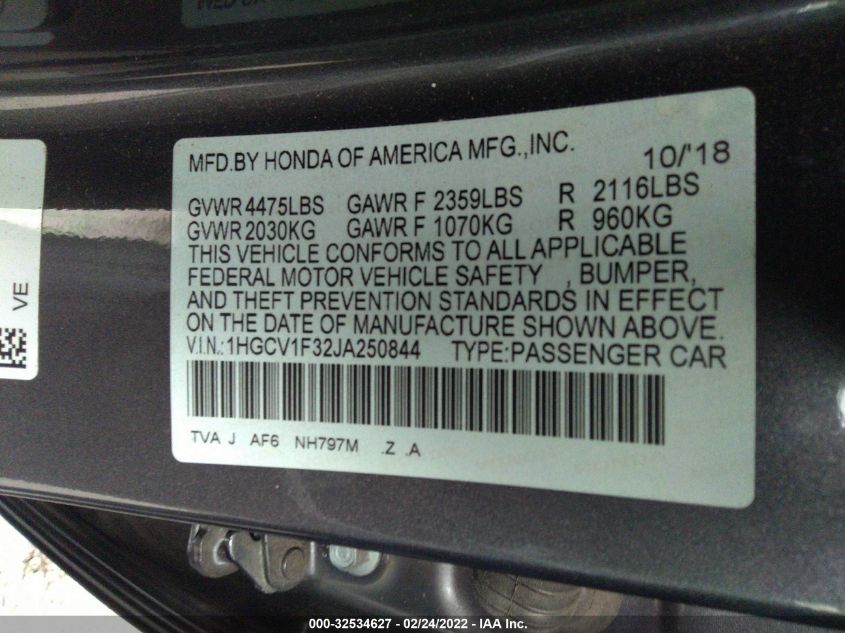 MFD.BY HONDA OF AMERICA MFG.,INC. 10/'18
GVWR 4475LBS GAWR F 2359LBS R 2116LBS
GVWR 2030KG GAWR F 1070KG R 960KG
THIS VEHICLE CONFORMS TO ALL APPLICABLE
FEDERAL MOTOR VEHICLE SAFETY , BUMPER,
AND THEFT PREVENTION STANDARDS IN EFFECT
ON THE DATE OF MANUFACTURE SHOWN ABOVE.
V.I.N.:1HGCV1F32JA250844 TYPE:PASSENGER CAR
TVA J AF6 NH797M .Z .A
VE
000-32534627 - 02/24/2022 - IAA Inc.